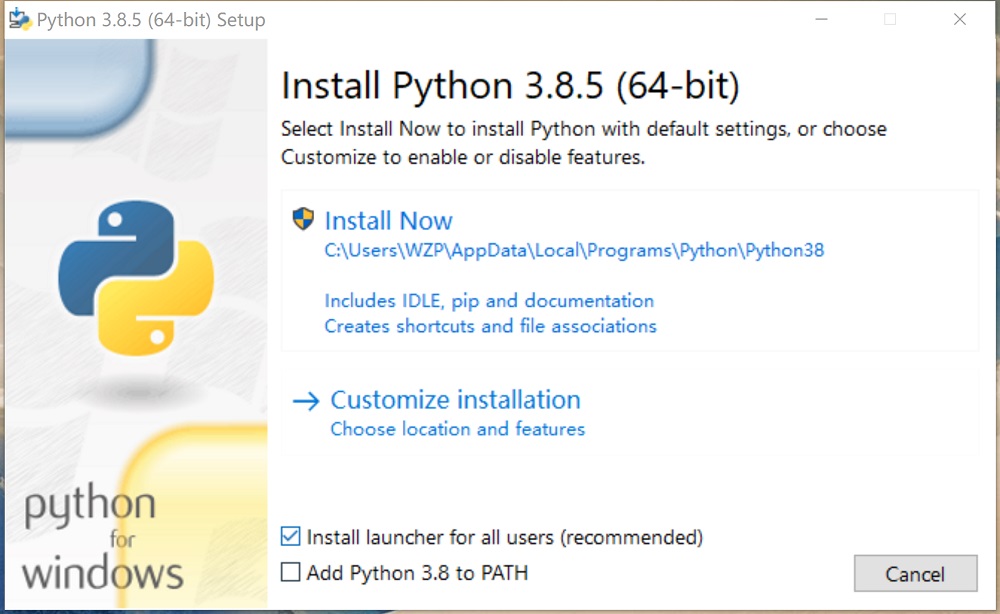 Python 3.8.5 (64-bit) Setup
Install Python 3.8.5 (64-bit)
Select Install Now to install Python with default settings, or choose
Customize to enable or disable features.
Install Now
C:\Users\WZP\AppData\Local\Programs\Python\Python38
Includes IDLE, pip and documentation
Creates shortcuts and file associations
Customize installation
Choose location and features
python
for
windows
Install launcher for all users (recommended)
Add Python 3.8 to PATH
Cancel